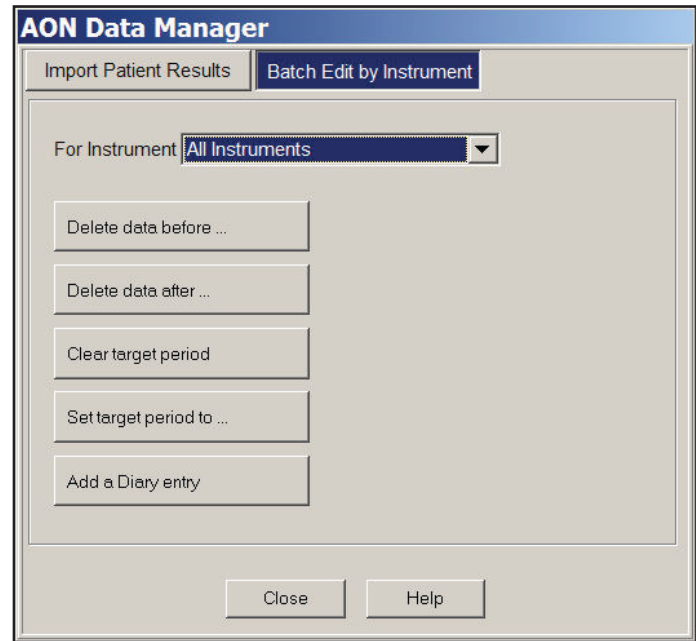 AON Data Manager
Import Patient Results Batch Edit by Instrument
For Instrument All Instruments
Delete data before ...
Delete data after ...
Clear target period
Set target period to ...
Add a Diary entry
Close Help